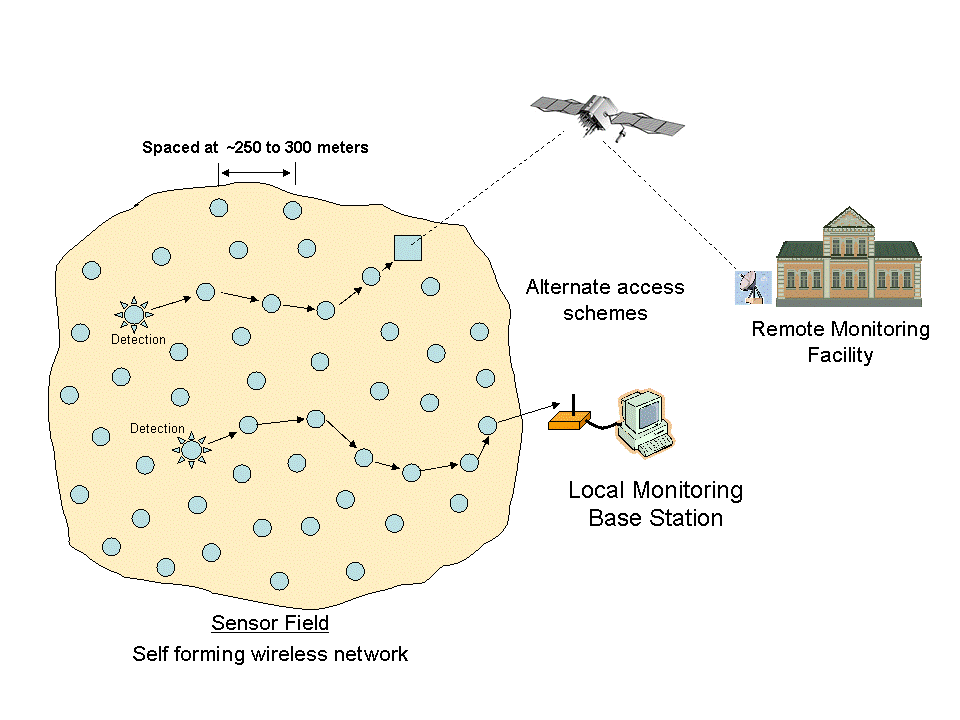 Spaced at ~250 to 300 meters
Detection
Detection
Alternate access
schemes
Remote Monitoring
Facility
Local Monitoring
Base Station
Sensor Field
Self forming wireless network